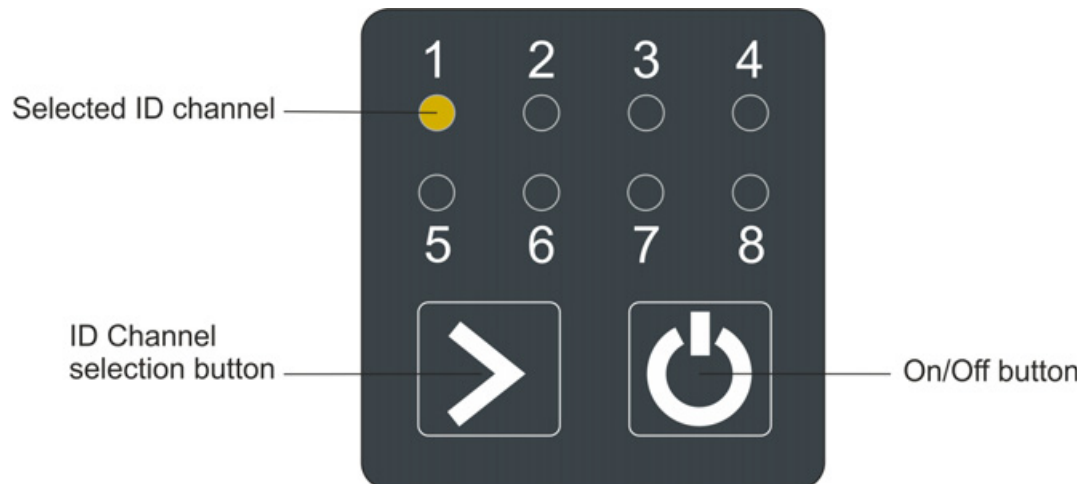 1 2 3 4
Selected ID channel
5 6 7 8
ID Channel
selection button
On/Off button